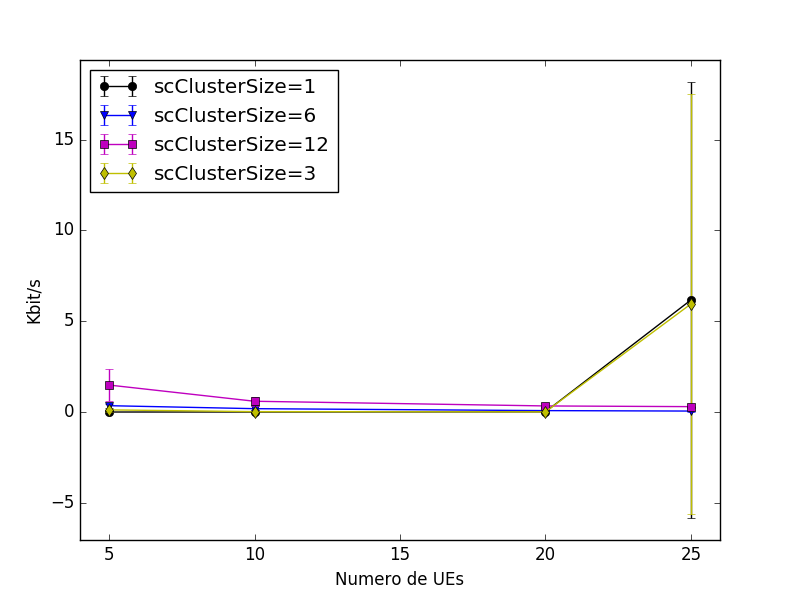 scClusterSize=1
scClusterSize=6
scClusterSize=12
scClusterSize=3
15
10
5
0
−5
Kbit/s
5 10 15 20 25
Numero de UEs